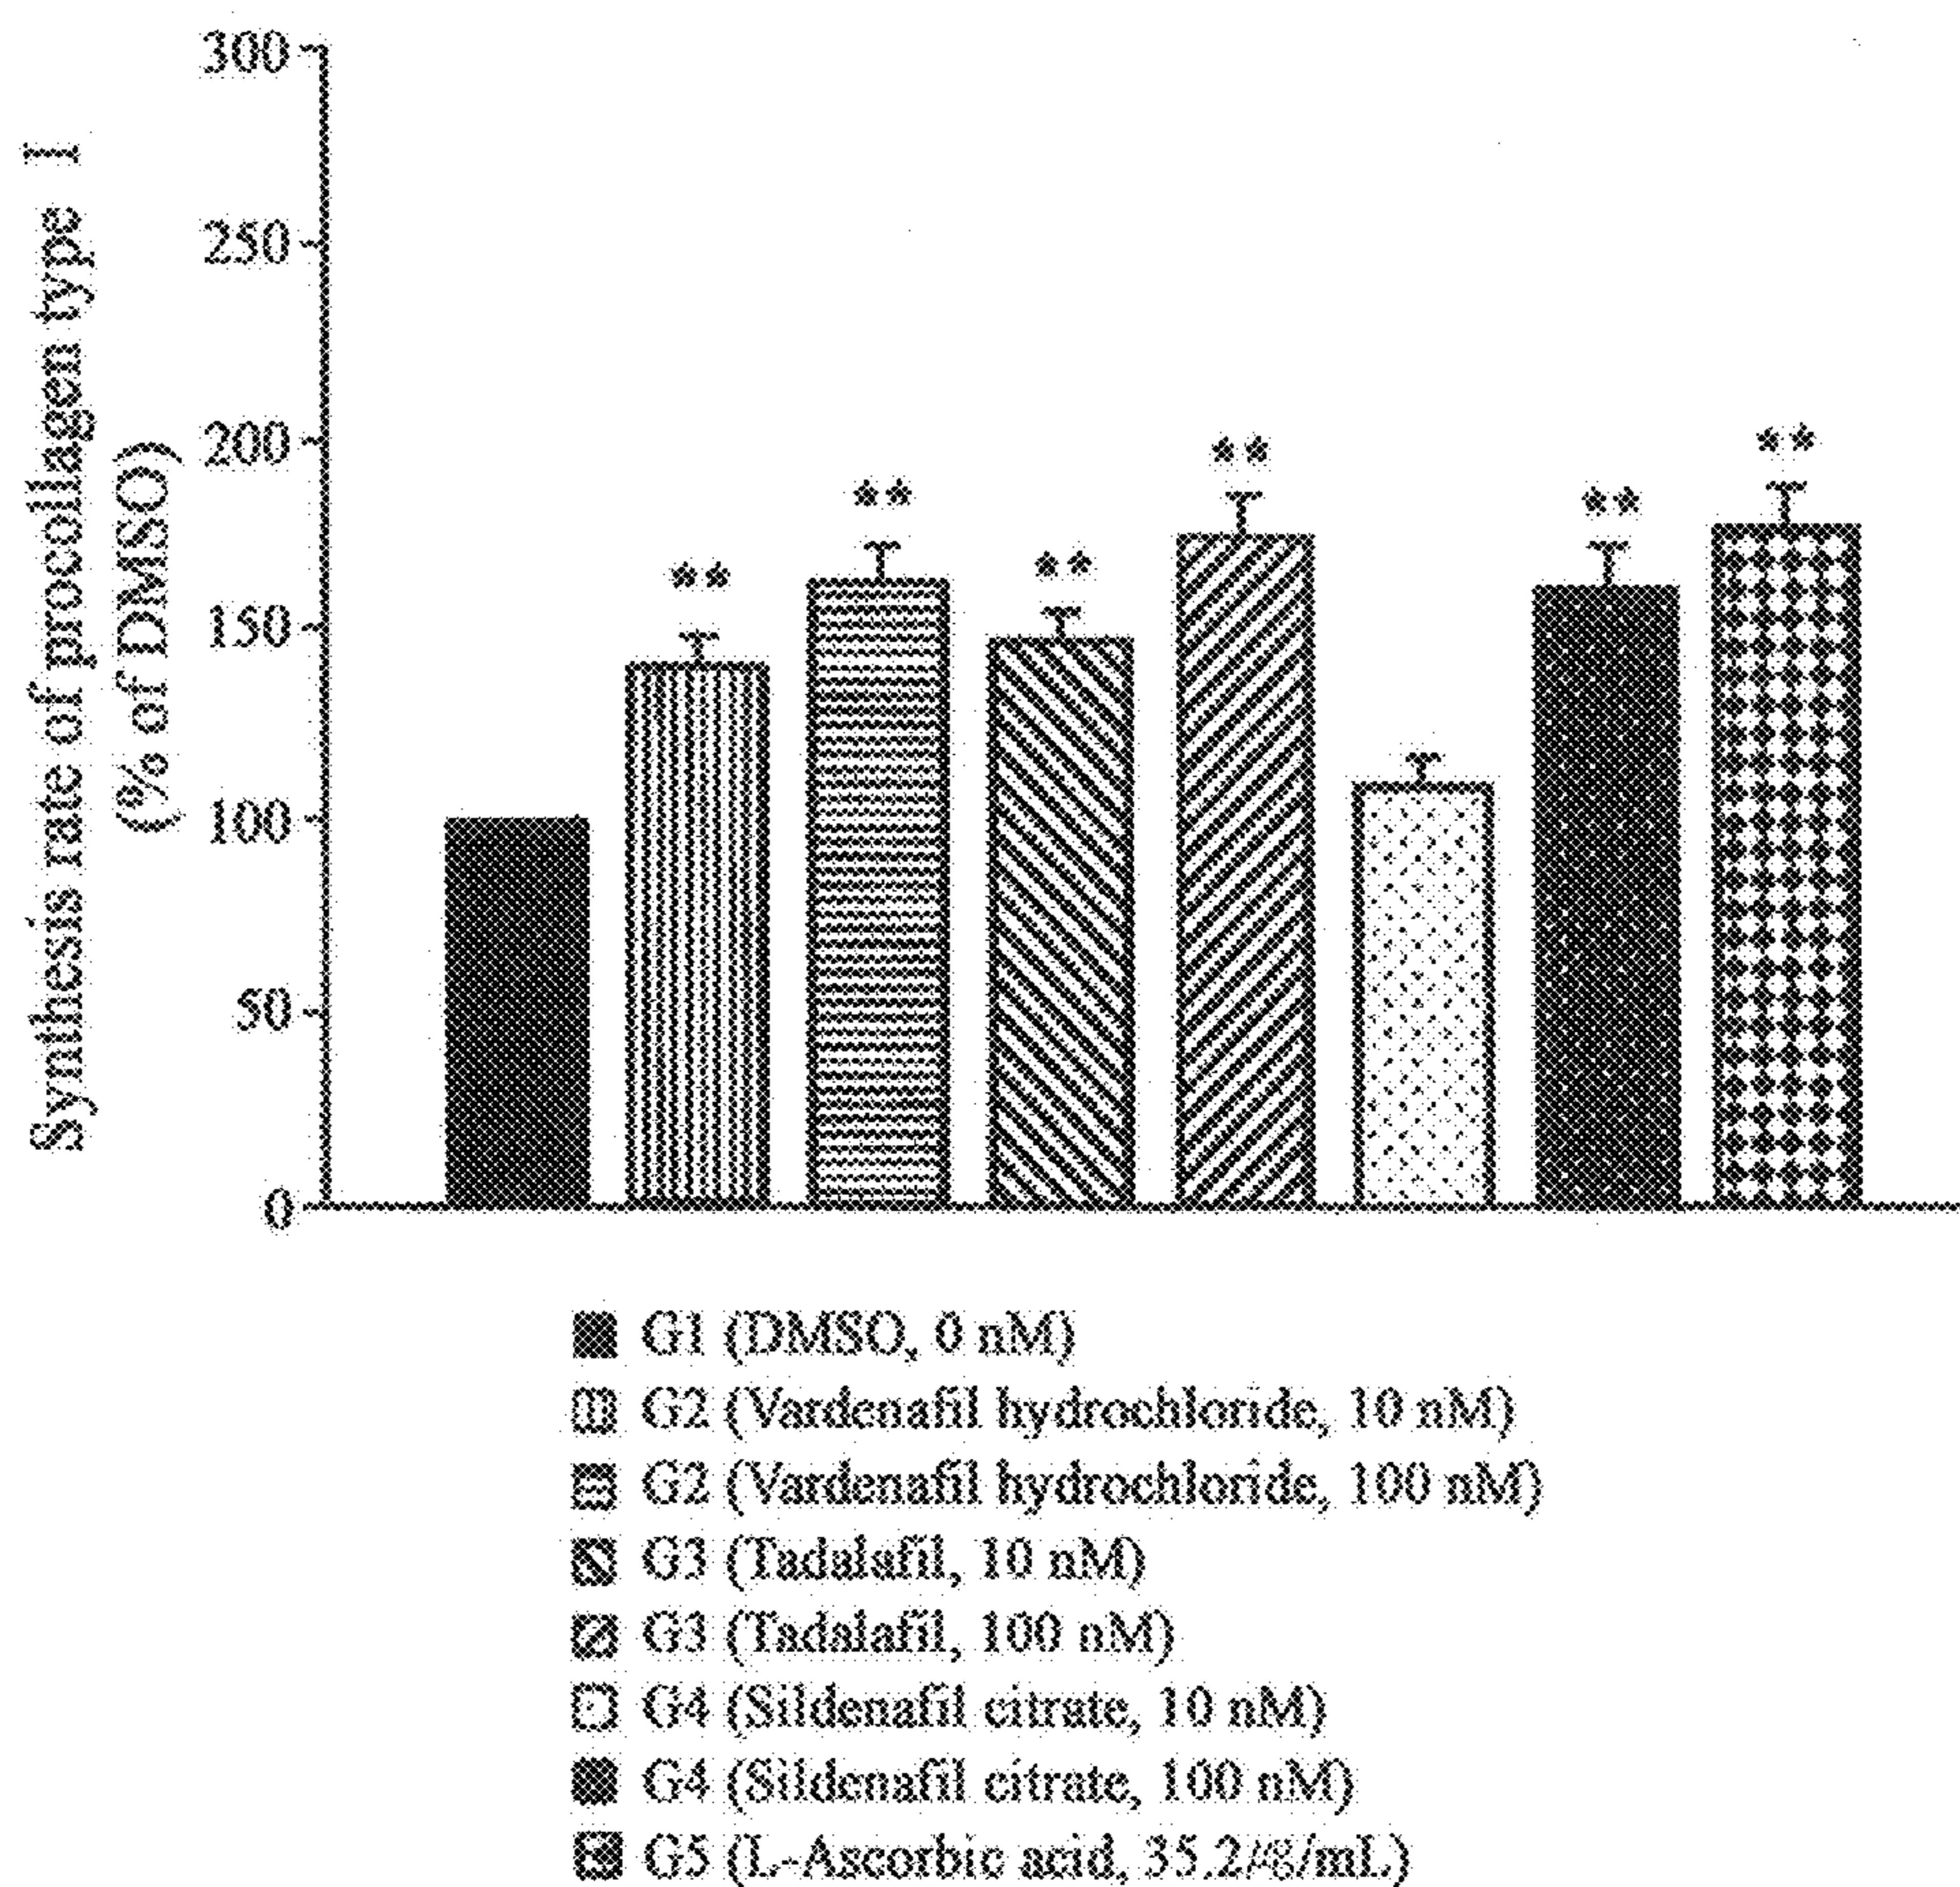 Synthesis rate of procollagen type I
(% of DMSO)
300
250
200
150
100
50
0
**
**
**
**
**
**
G1 (DMSO, 0 nM)
G2 (Vardenafil hydrochloride, 10 nM)
G2 (Vardenafil hydrochloride, 100 nM)
G3 (Tadalafil, 10 nM)
G3 (Tadalafil, 100 nM)
G4 (Sildenafil citrate, 10 nM)
G4 (Sildenafil citrate, 100 nM)
G5 (L-Ascorbic acid, 35.2㎍/mL)